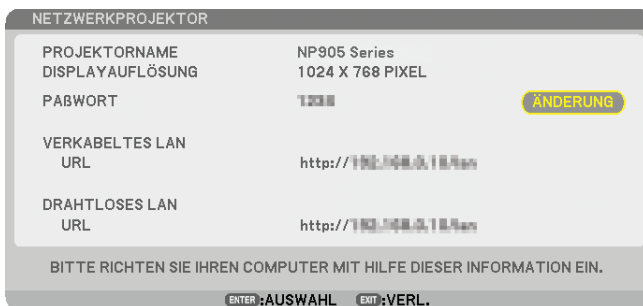 NETZWERKPROJEKTOR
PROJEKTORNAME NP905 Series
DISPLAYAUFLÖSUNG 1024 X 768 PIXEL
PAßWORT ÄNDERUNG
VERKABELTES LAN
URL http://
DRAHTLOSES LAN
URL http://
BITTE RICHTEN SIE IHREN COMPUTER MIT HILFE DIESER INFORMATION EIN.
ENTER :AUSWAHL EXIT :VERL.